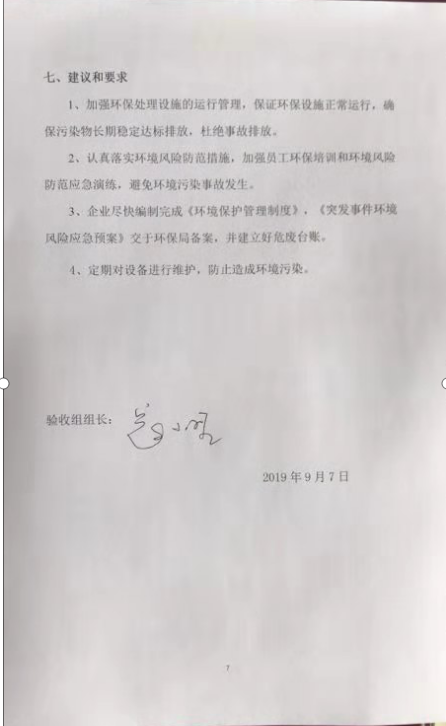 七、建议和要求
1、加强环保处理设施的运行管理，保证环保设施正常运行，确
保污染物长期稳定达标排放，杜绝事故排放。
2、认真落实环境风险防范措施，加强员工环保培训和环境风险
防范应急演练，避免环境污染事故发生。
3、企业尽快编制完成《环境保护管理制度》、《突发事件环境
风险应急预案》交于环保局备案，并建立好危废台账。
4、定期对设备进行维护，防止造成环境污染。
验收组组长：
2019 年 9 月 7 日
7